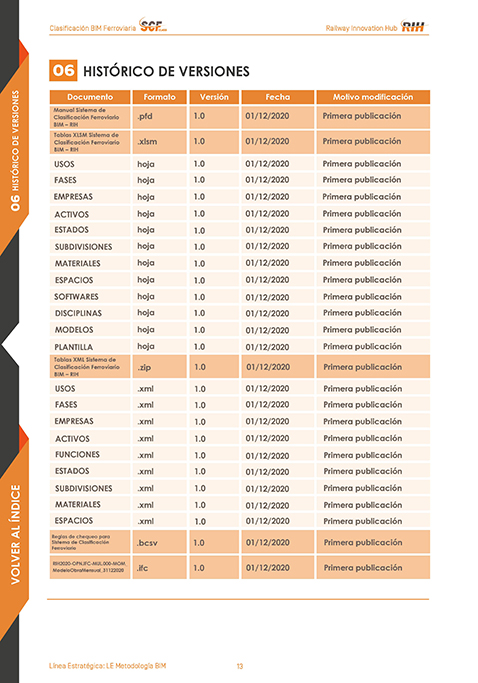 Clasificación BIM Ferroviaria SCF
Railway Innovation Hub RIH
06 HISTÓRICO DE VERSIONES
Documento Formato Versión Fecha Motivo modificación
Manual Sistema de
Clasificación Ferroviario
BIM – RIH
.pfd 1.0 01/12/2020 Primera publicación
Tablas XLSM Sistema de
Clasificación Ferroviario
BIM – RIH
.xlsm 1.0 01/12/2020 Primera publicación
USOS hoja 1.0 01/12/2020 Primera publicación
FASES hoja 1.0 01/12/2020 Primera publicación
EMPRESAS hoja 1.0 01/12/2020 Primera publicación
ACTIVOS hoja 1.0 01/12/2020 Primera publicación
ESTADOS hoja 1.0 01/12/2020 Primera publicación
SUBDIVISIONES hoja 1.0 01/12/2020 Primera publicación
MATERIALES hoja 1.0 01/12/2020 Primera publicación
ESPACIOS hoja 1.0 01/12/2020 Primera publicación
SOFTWARES hoja 1.0 01/12/2020 Primera publicación
DISCIPLINAS hoja 1.0 01/12/2020 Primera publicación
MODELOS hoja 1.0 01/12/2020 Primera publicación
PLANTILLA hoja 1.0 01/12/2020 Primera publicación
Tablas XML Sistema de
Clasificación Ferroviario
BIM – RIH
.zip 1.0 01/12/2020 Primera publicación
USOS .xml 1.0 01/12/2020 Primera publicación
FASES .xml 1.0 01/12/2020 Primera publicación
EMPRESAS .xml 1.0 01/12/2020 Primera publicación
ACTIVOS .xml 1.0 01/12/2020 Primera publicación
FUNCIONES .xml 1.0 01/12/2020 Primera publicación
ESTADOS .xml 1.0 01/12/2020 Primera publicación
SUBDIVISIONES .xml 1.0 01/12/2020 Primera publicación
MATERIALES .xml 1.0 01/12/2020 Primera publicación
ESPACIOS .xml 1.0 01/12/2020 Primera publicación
Reglas de chequeo para
Sistema de Clasificación
Ferroviaria
.bcsv 1.0 01/12/2020 Primera publicación
ModeloObraMensual_31122020
.ifc 1.0 01/12/2020 Primera publicación
Línea Estratégica: LE Metodología BIM 13
06 HISTÓRICO DE VERSIONES
VOLVER AL ÍNDICE